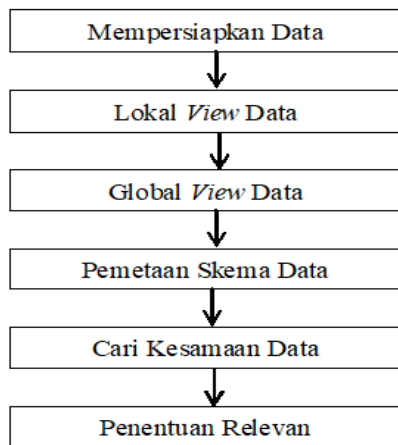 Mempersiapkan Data
Lokal View Data
Global View Data
Pemetaan Skema Data
Cari Kesamaan Data
Penentuan Relevan